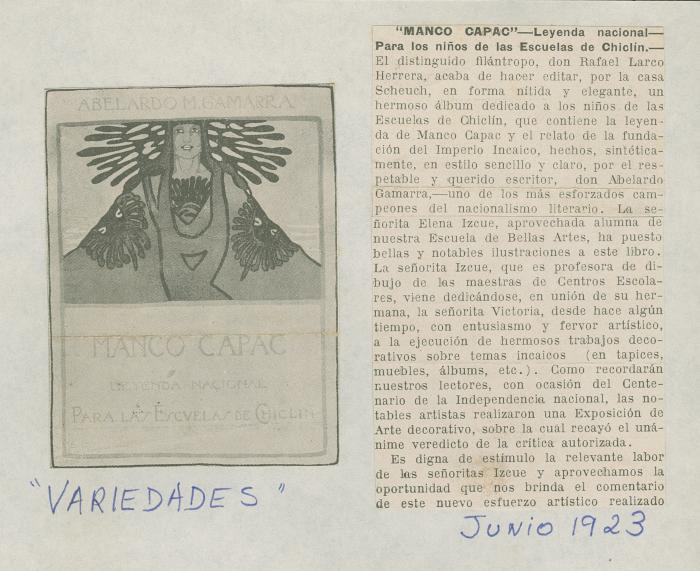 ABELARDO M. GAMARRA
MANCO CAPAC
LEYENDA NACIONAL
PARA LAS ESCUELAS DE CHICLIN
"VARIEDADES"
"MANCO CAPAC"—Leyenda nacional—
Para los niños de las Escuelas de Chiclín.—
El distinguido filántropo, don Rafael Larco
Herrera, acaba de hacer editar, por la casa
Scheuch, en forma nítida y elegante, un
hermoso álbum dedicado a los niños de las
Escuelas de Chiclín, que contiene la leyen-
da de Manco Capac y el relato de la funda-
ción del Imperio Incaico, hechos, sintética-
mente, en estilo sencillo y claro, por el res-
petable y querido escritor, don Abelardo
Gamarra,—uno de los más esforzados cam-
peones del nacionalismo literario. La se-
ñorita Elena Izcue, aprovechada alumna de
nuestra Escuela de Bellas Artes, ha puesto
bellas y notables ilustraciones a este libro.
La señorita Izcue, que es profesora de di-
bujo de las maestras de Centros Escola-
res, viene dedicándose, en unión de su her-
mana, la señorita Victoria, desde hace algún
tiempo, con entusiasmo y fervor artístico,
a la ejecución de hermosos trabajos deco-
rativos sobre temas incaicos (en tapices,
muebles, álbums, etc.). Como recordarán
nuestros lectores, con ocasión del Cente-
nario de la Independencia nacional, las no-
tables artistas realizaron una Exposición de
Arte decorativo, sobre la cual recayó el uná-
nime veredicto de la crítica autorizada.
Es digna de estímulo la relevante labor
de las señoritas Izcue y aprovechamos la
oportunidad que nos brinda el comentario
de este nuevo esfuerzo artístico realizado
JUNIO 1923